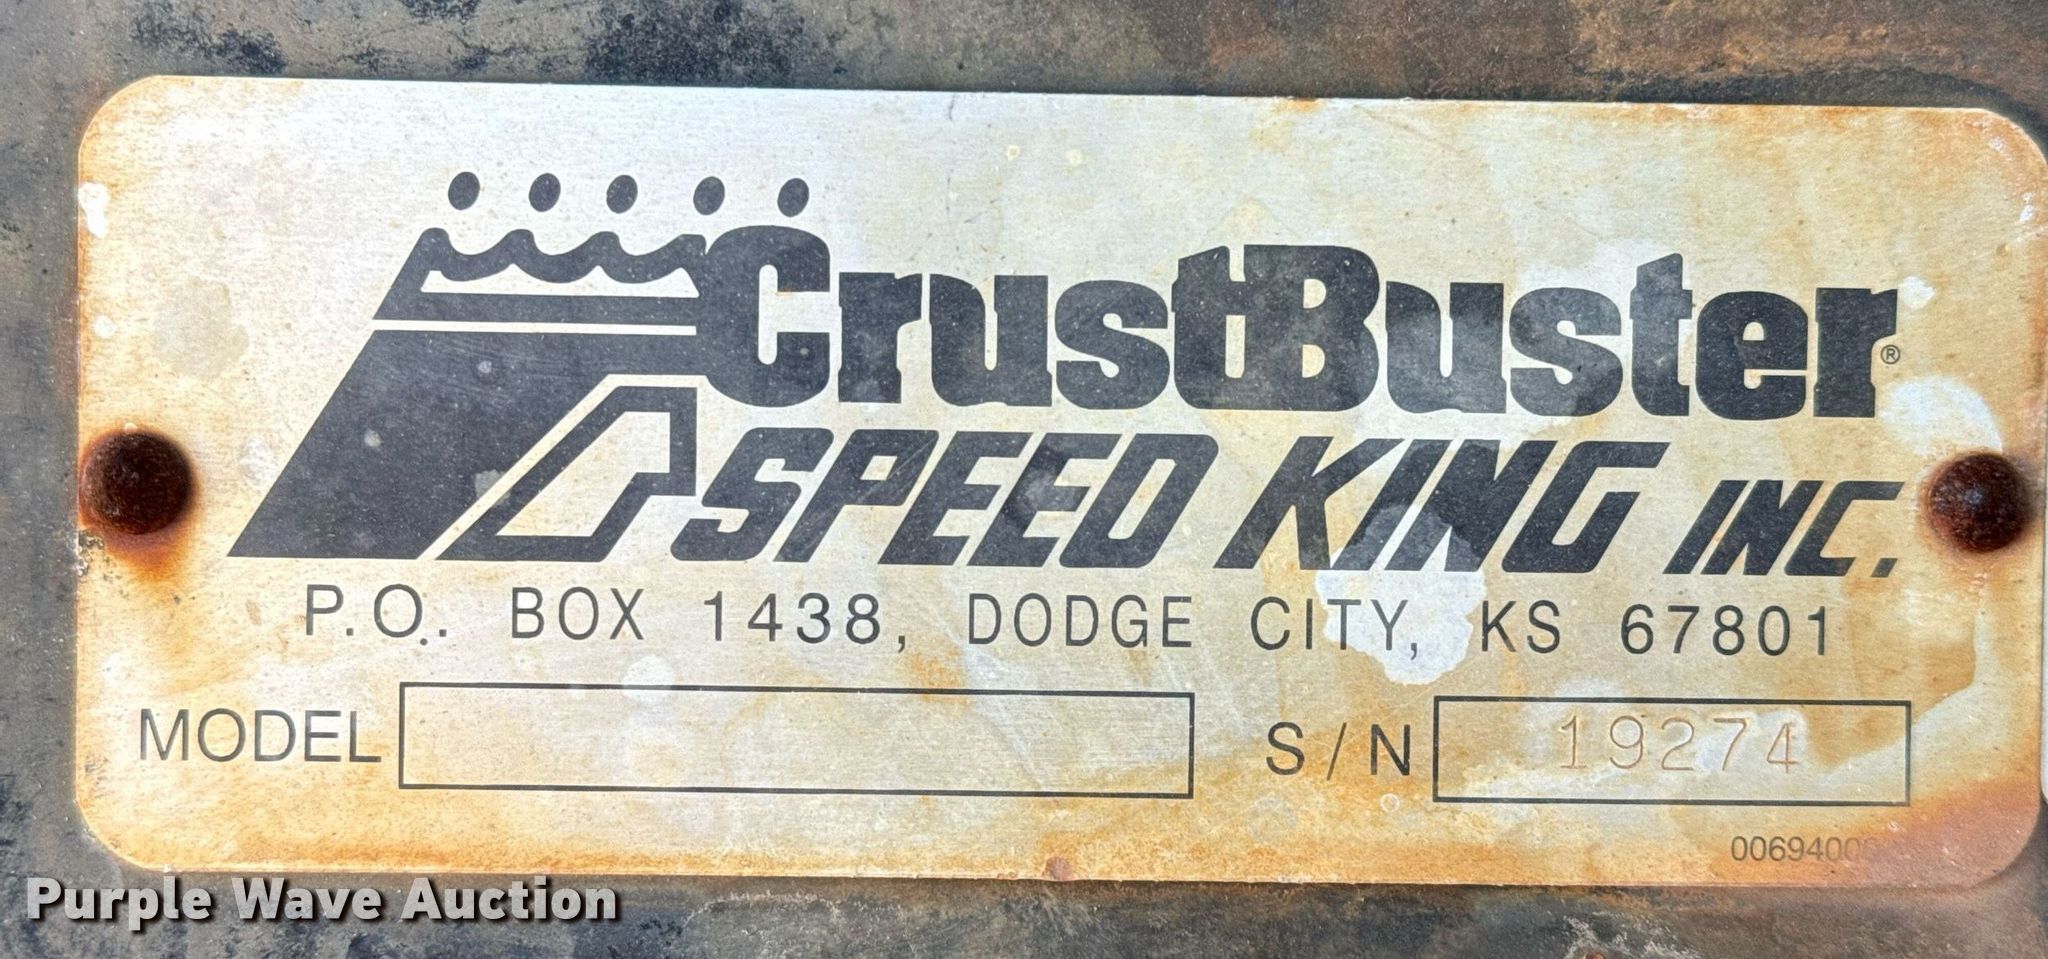 CrustBuster®
SPEED KING INC.
P.O. BOX 1438, DODGE CITY, KS 67801
MODEL
S/N 19274
Purple Wave Auction